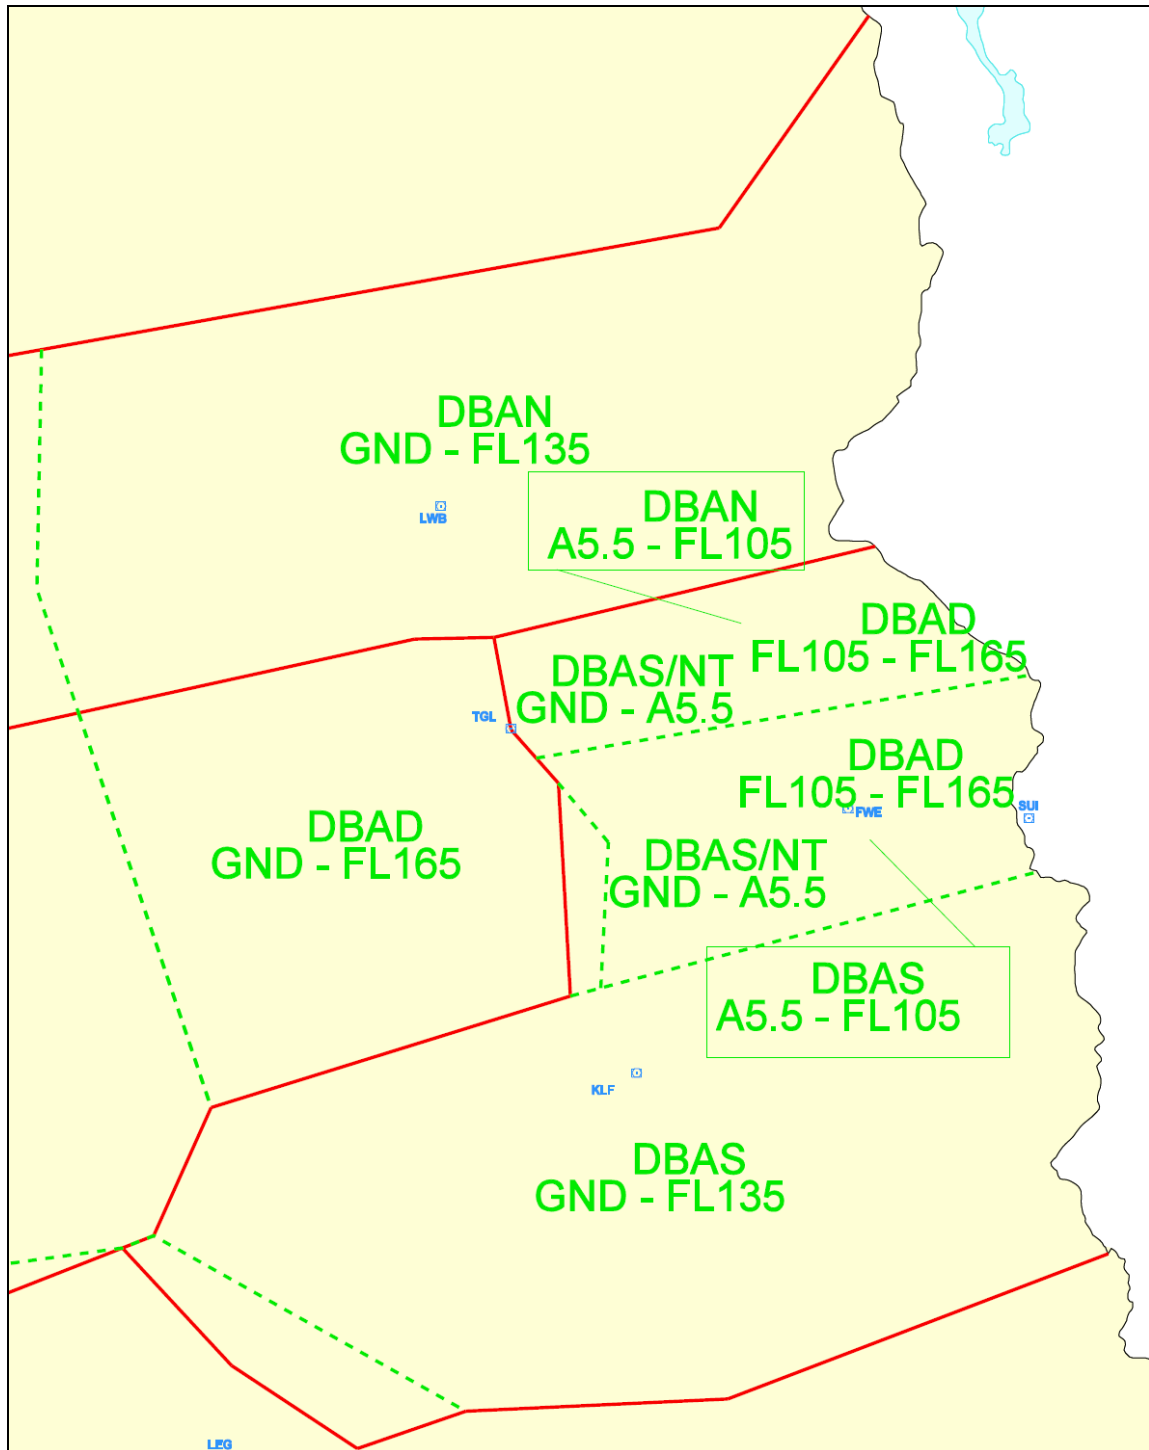 DBAN
GND - FL135
DBAN
A5.5 - FL105
LWB
DBAD
FL105 - FL165
DBAS/NT
GND - A5.5
TGL
DBAD
FL105 - FL165
FWE
SUI
DBAD
GND - FL165
DBAS/NT
GND - A5.5
DBAS
A5.5 - FL105
KLF
DBAS
GND - FL135
LEG